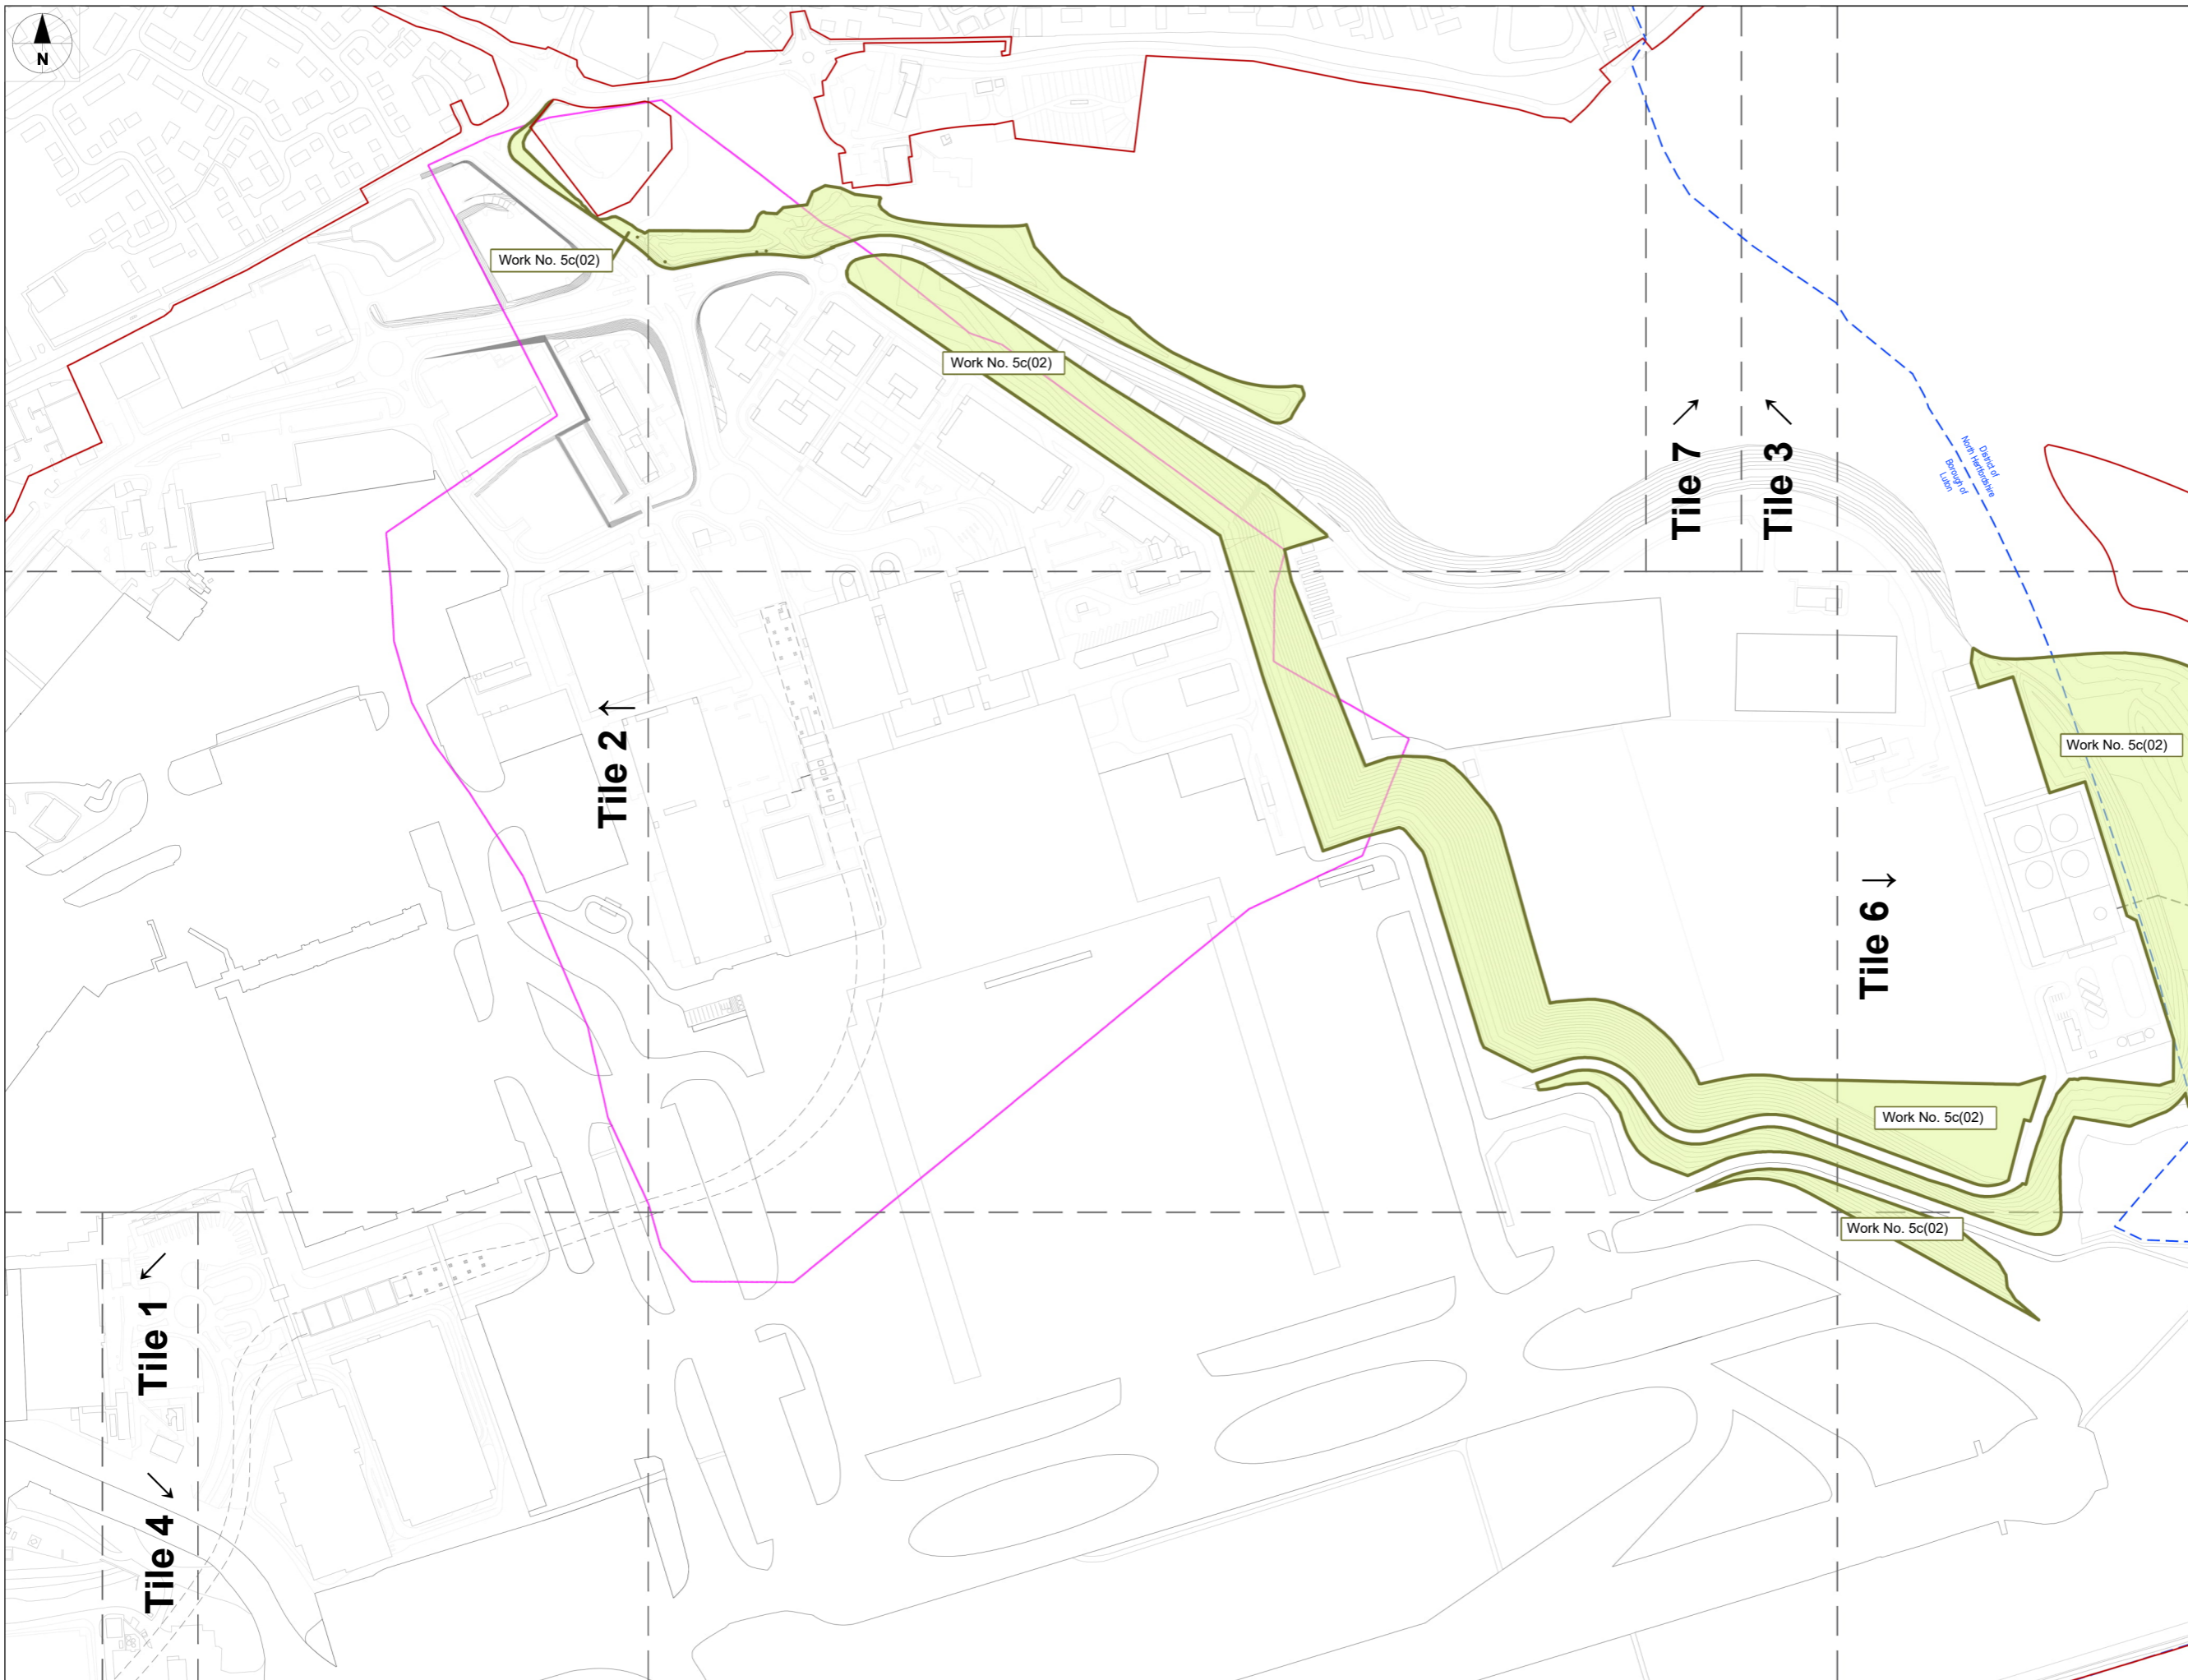 N
Work No. 5c(02)
Work No. 5c(02)
Tile 7
Tile 3
District of
North Hertfordshire
Borough of
Luton
Tile 2
Work No. 5c(02)
Tile 6
Work No. 5c(02)
Work No. 5c(02)
Tile 1
Tile 4